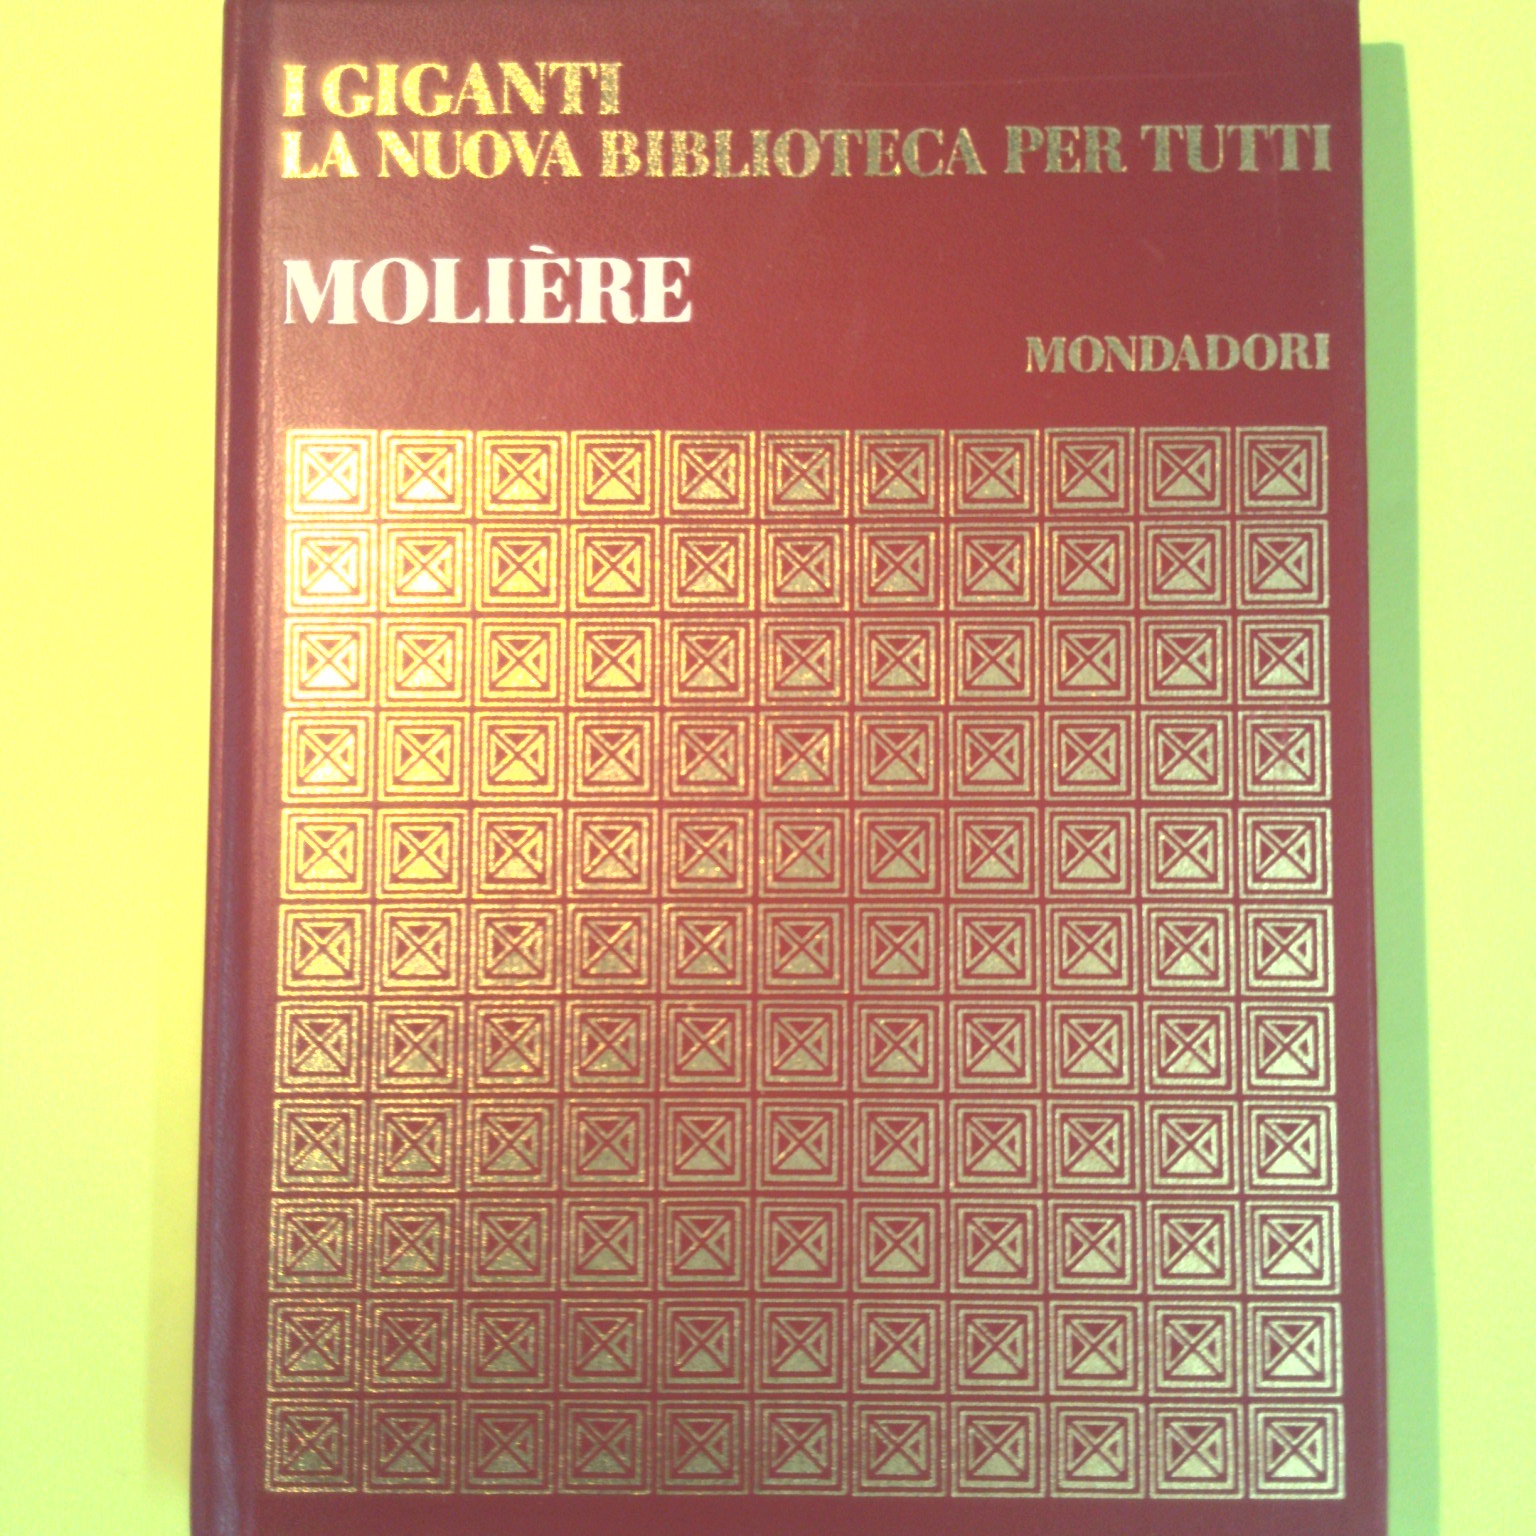 I GIGANTI
LA NUOVA BIBLIOTECA PER TUTTI
MOLIÈRE
MONDADORI